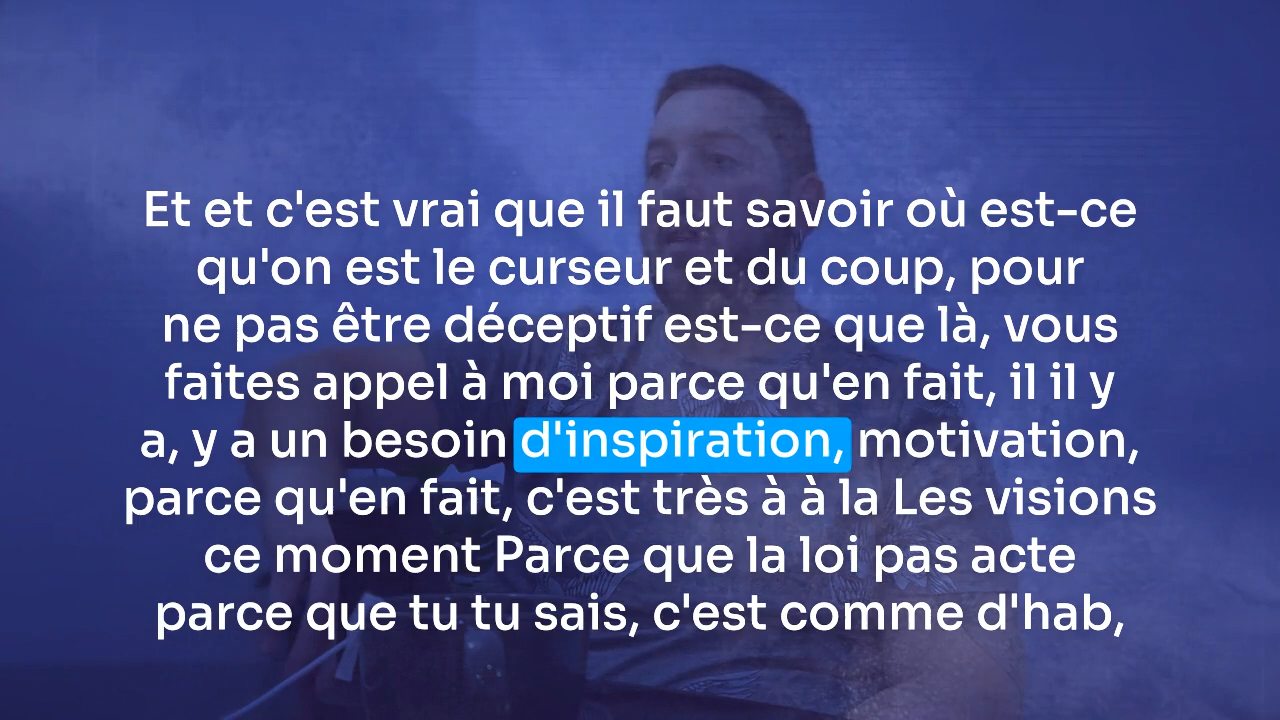 Et et c'est vrai que il faut savoir où est-ce
qu'on est le curseur et du coup, pour
ne pas être déceptif est-ce que là, vous
faites appel à moi parce qu'en fait, il il y
a, y a un besoin d'inspiration, motivation,
parce qu'en fait, c'est très à à la Les visions
ce moment Parce que la loi pas acte
parce que tu tu sais, c'est comme d'hab,